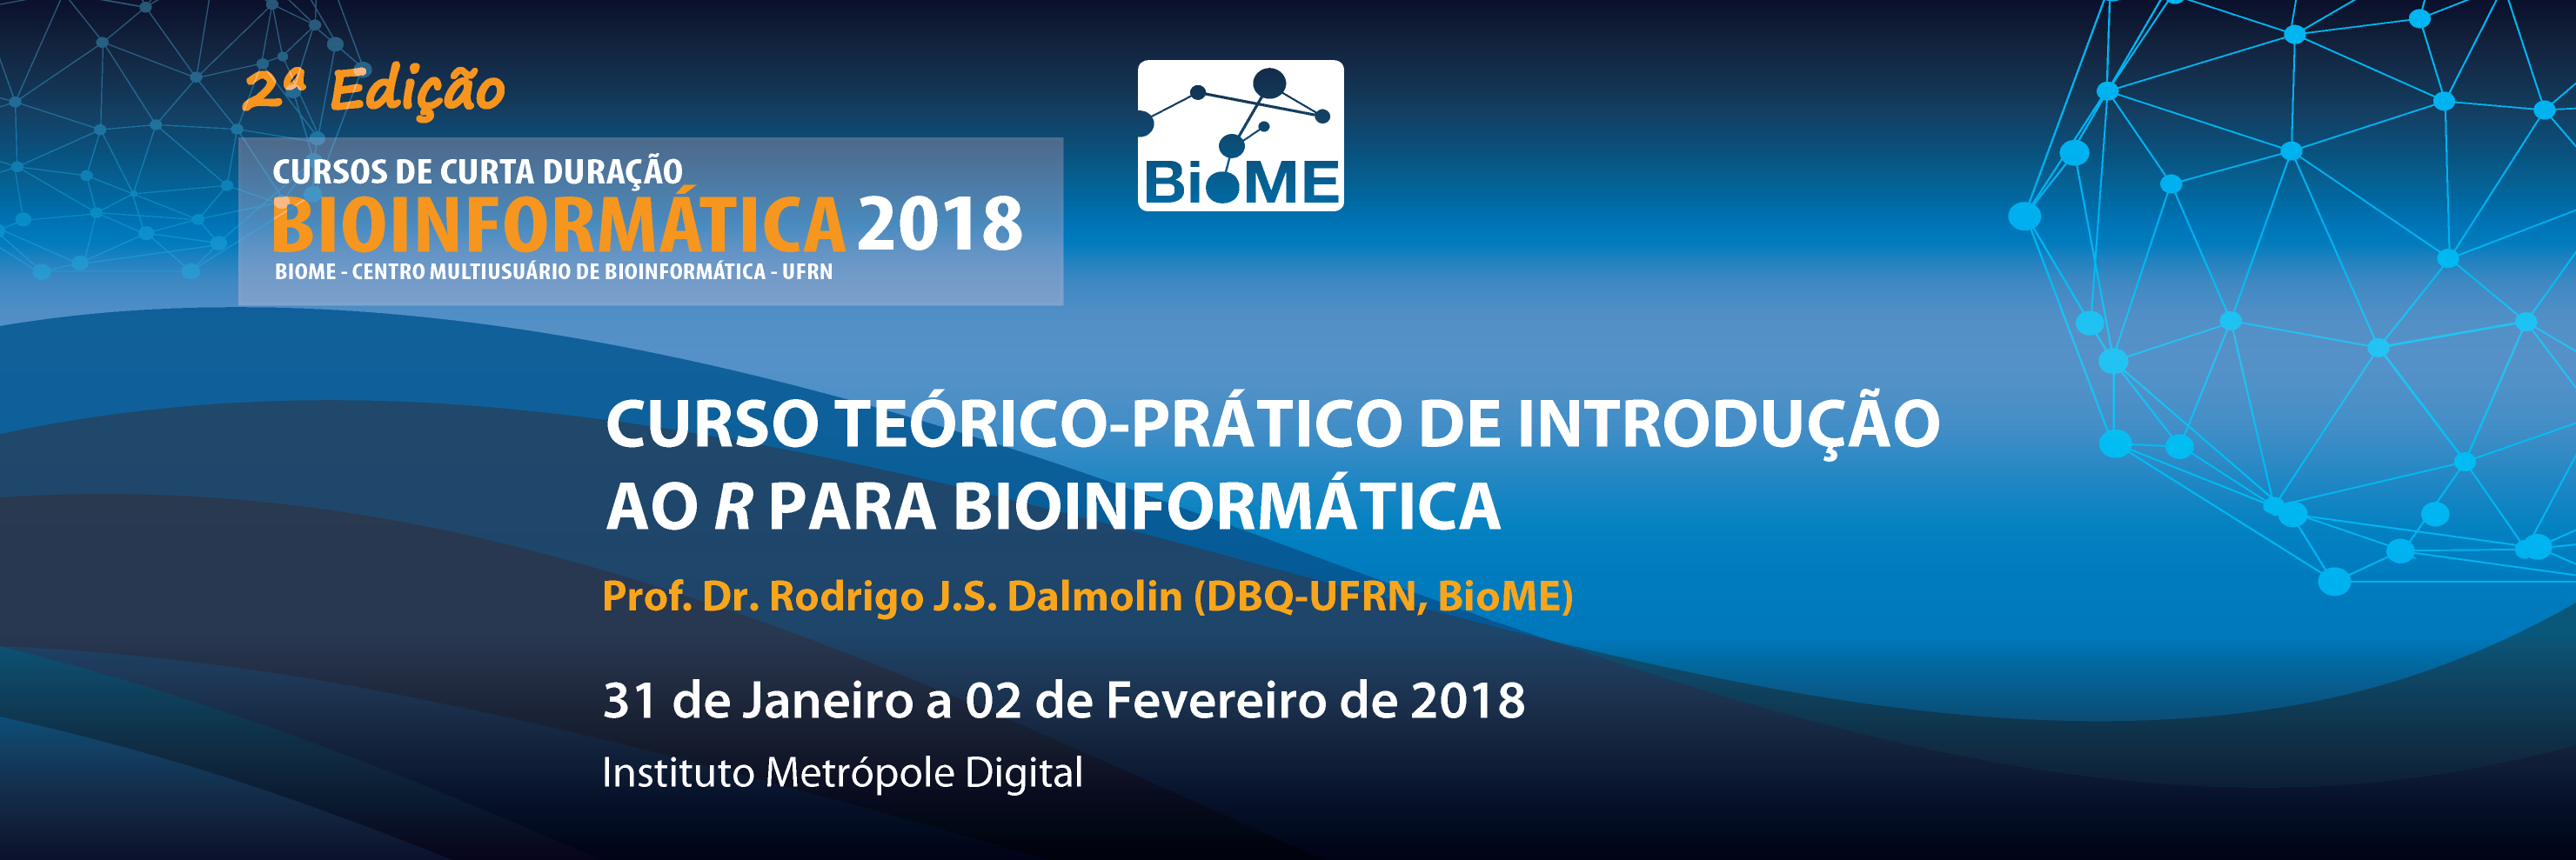 2ª Edição
CURSOS DE CURTA DURAÇÃO
BIOINFORMÁTICA 2018
BIOME - CENTRO MULTIUSUÁRIO DE BIOINFORMÁTICA - UFRN
BioME
CURSO TEÓRICO-PRÁTICO DE INTRODUÇÃO
AO R PARA BIOINFORMÁTICA
Prof. Dr. Rodrigo J.S. Dalmolin (DBQ-UFRN, BioME)
31 de Janeiro a 02 de Fevereiro de 2018
Instituto Metrópole Digital